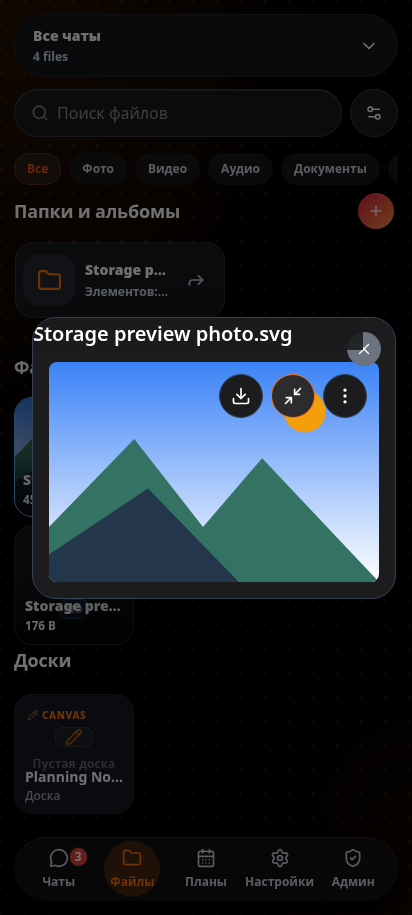 Все чаты
4 files
Поиск файлов
Все
Фото
Видео
Аудио
Документы
Папки и альбомы
Storage p...
Элементов:...
Storage preview photo.svg
Storage pre...
176 B
Доски
CANVAS
Пустая доска
Planning No...
Доска
3
Чаты
Файлы
Планы
Настройки
Админ